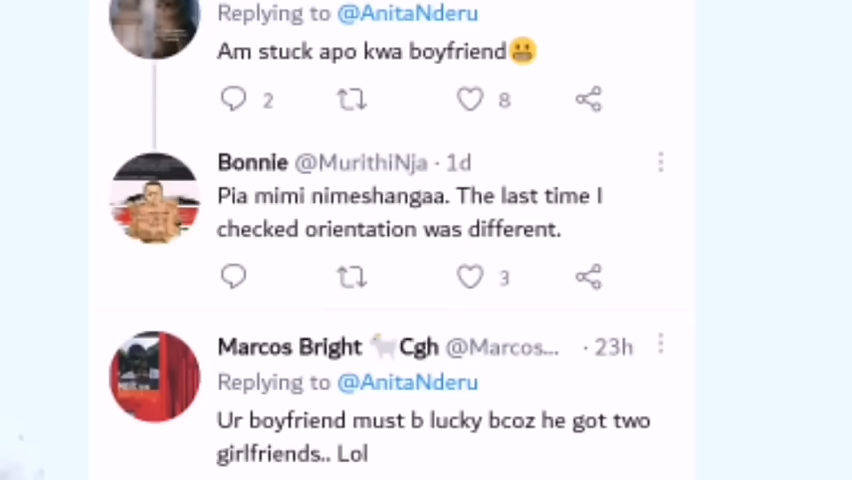 Replying to @AnitaNderu
Am stuck apo kwa boyfriend😬
2 8
Bonnie @MurithiNja · 1d
Pia mimi nimeshangaa. The last time I
checked orientation was different.
3
Marcos Bright 🐐Cgh @Marcos... · 23h
Replying to @AnitaNderu
Ur boyfriend must b lucky bcoz he got two
girlfriends.. Lol